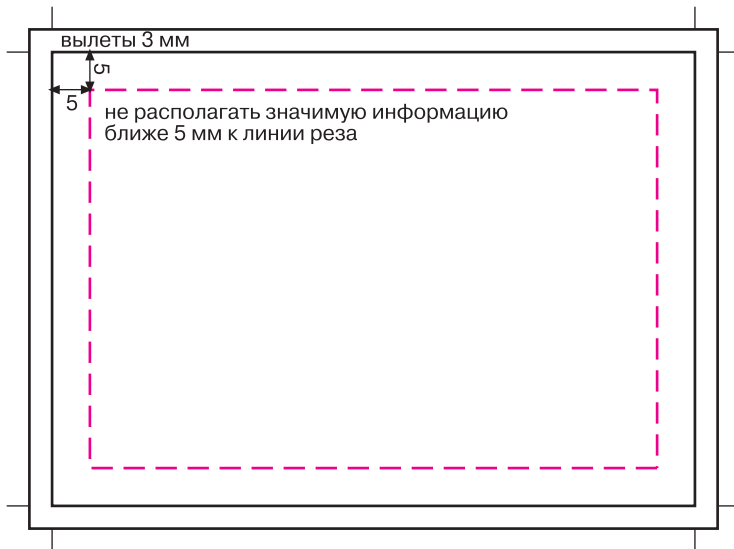 вылеты 3 мм
5
5
не располагать значимую информацию
ближе 5 мм к линии реза